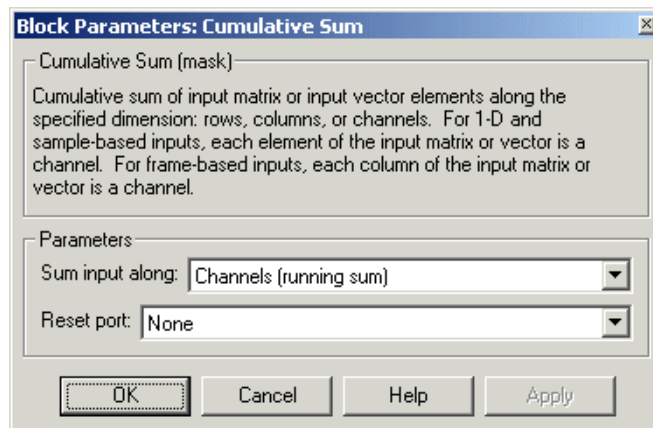 Block Parameters: Cumulative Sum
Cumulative Sum (mask)
Cumulative sum of input matrix or input vector elements along the
specified dimension: rows, columns, or channels. For 1-D and
sample-based inputs, each element of the input matrix or vector is a
channel. For frame-based inputs, each column of the input matrix or
vector is a channel.
Parameters
Sum input along: Channels (running sum)
Reset port: None
OK Cancel Help Apply